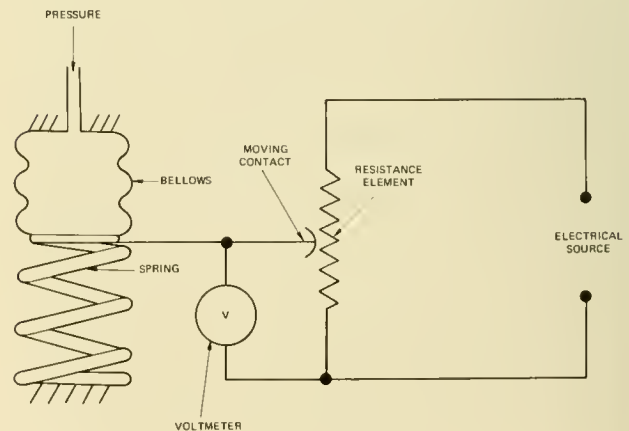 PRESSURE
MOVING
CONTACT
RESISTANCE
ELEMENT
BELLOWS
ELECTRICAL
SOURCE
SPRING
V
VOLTMETER